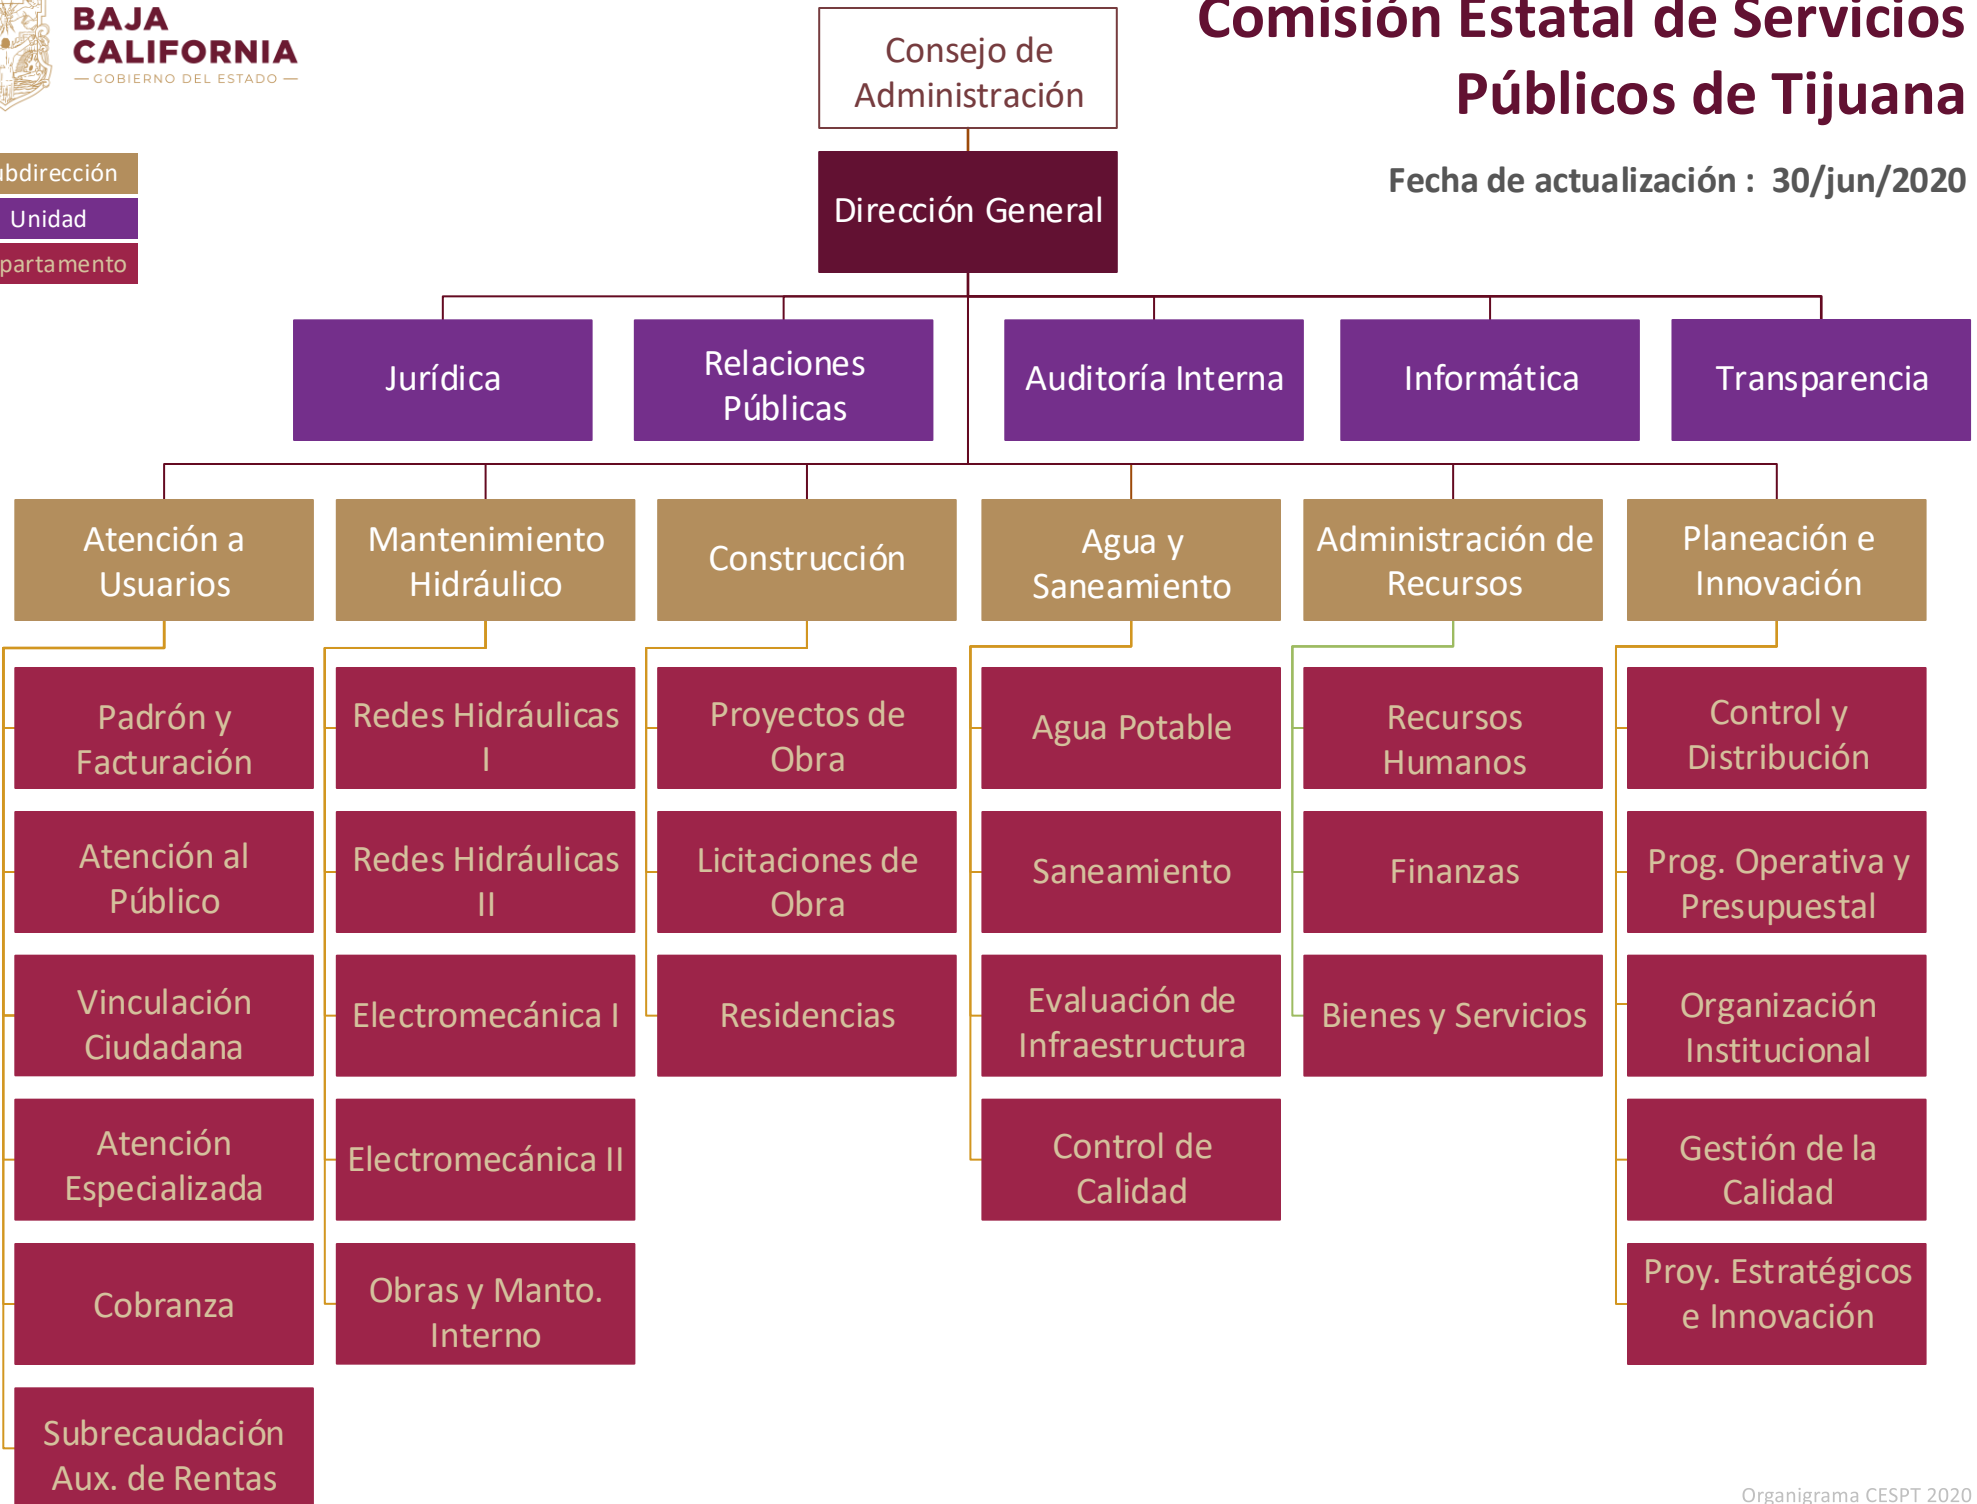 BAJA
CALIFORNIA
GOBIERNO DEL ESTADO
Comisión Estatal de Servicios
Públicos de Tijuana
Fecha de actualización : 30/jun/2020
ubdirección
Unidad
partamento
Consejo de
Administración
Dirección General
Jurídica
Relaciones
Públicas
Auditoría Interna
Informática
Transparencia
Atención a
Usuarios
Mantenimiento
Hidráulico
Construcción
Agua y
Saneamiento
Administración de
Recursos
Planeación e
Innovación
Padrón y
Facturación
Redes Hidráulicas
I
Proyectos de
Obra
Agua Potable
Recursos
Humanos
Control y
Distribución
Atención al
Público
Redes Hidráulicas
II
Licitaciones de
Obra
Saneamiento
Finanzas
Prog. Operativa y
Presupuestal
Vinculación
Ciudadana
Electromecánica I
Residencias
Evaluación de
Infraestructura
Bienes y Servicios
Organización
Institucional
Atención
Especializada
Electromecánica II
Control de
Calidad
Gestión de la
Calidad
Cobranza
Obras y Manto.
Interno
Proy. Estratégicos
e Innovación
Subrecaudación
Aux. de Rentas
Organigrama CESPT 2020